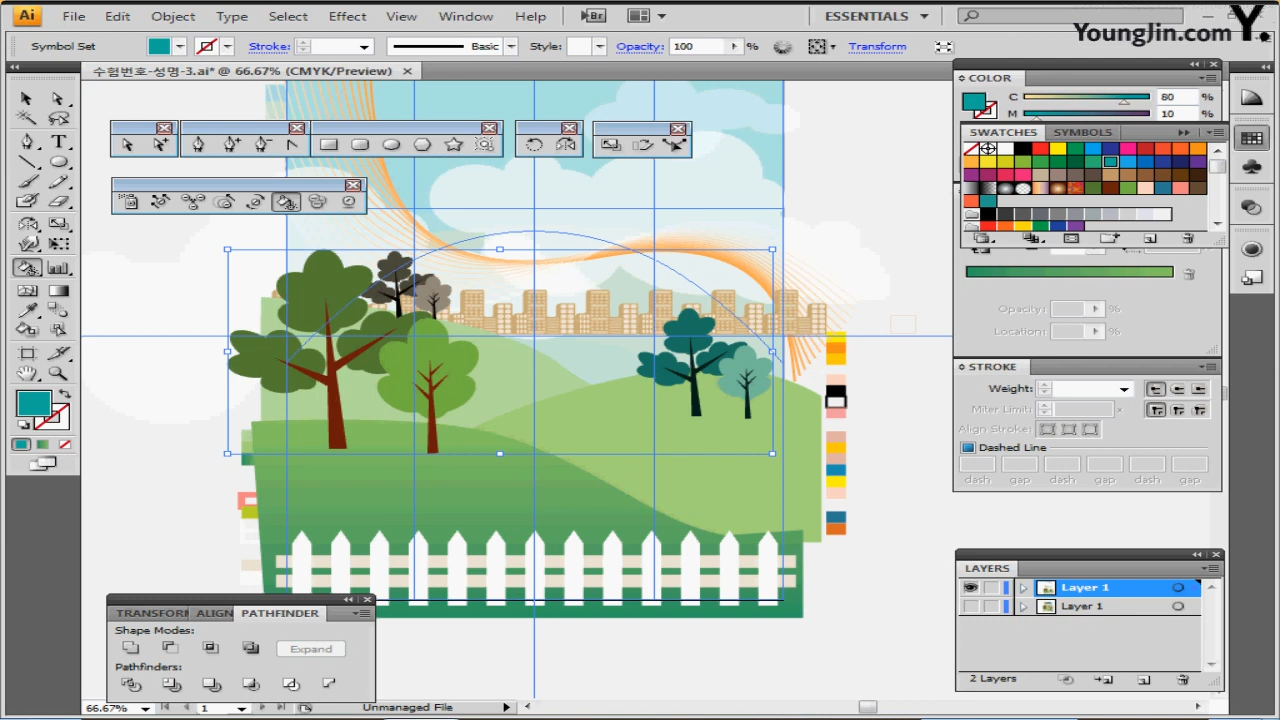 Ai File Edit Object Type Select Effect View Window Help Br ESSENTIALS
Y.
YoungJin.com
Symbol Set Stroke: Basic Style: Opacity: 100 % Transform
수험번호-성명-3.ai* @ 66.67% (CMYK/Preview) ×
COLOR
C 80 %
M 10 %
SWATCHES SYMBOLS
Opacity: %
Location: %
STROKE
Weight:
Miter Limit: ×
Align Stroke:
Dashed Line
dash gap dash gap dash gap
LAYERS
Layer 1
Layer 1
2 Layers
TRANSFORM ALIGN PATHFINDER
Shape Modes:
Expand
Pathfinders:
66.67% 1 Unmanaged File